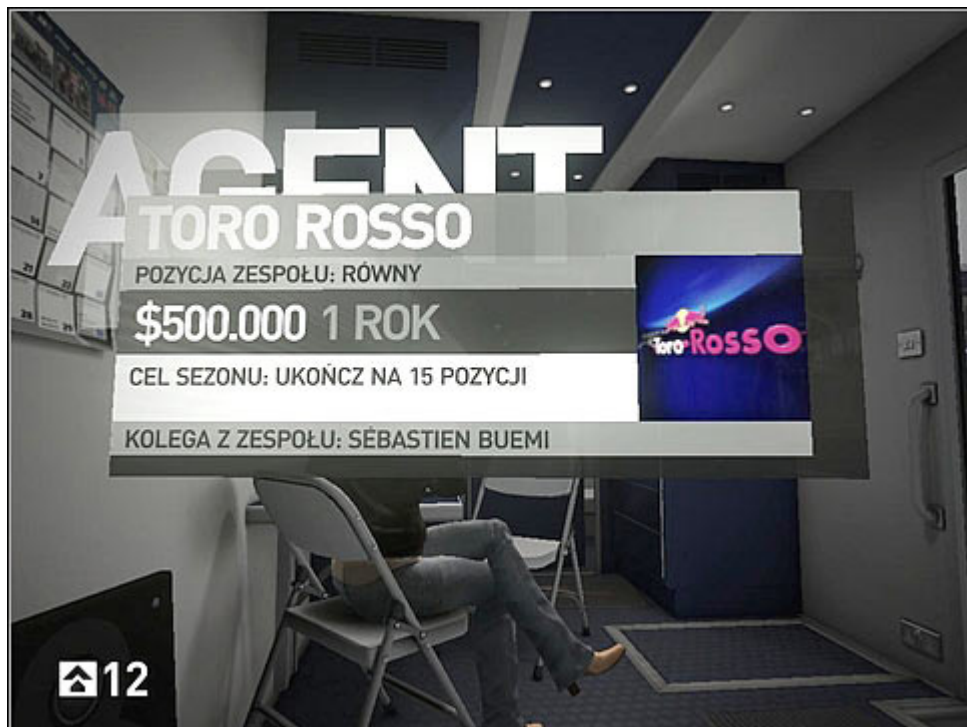 AGENT
TORO ROSSO
POZYCJA ZESPOŁU: RÓWNY
$500.000 1 ROK
Toro Rosso
CEL SEZONU: UKOŃCZ NA 15 POZYCJI
KOLEGA Z ZESPOŁU: SÉBASTIEN BUEMI
12